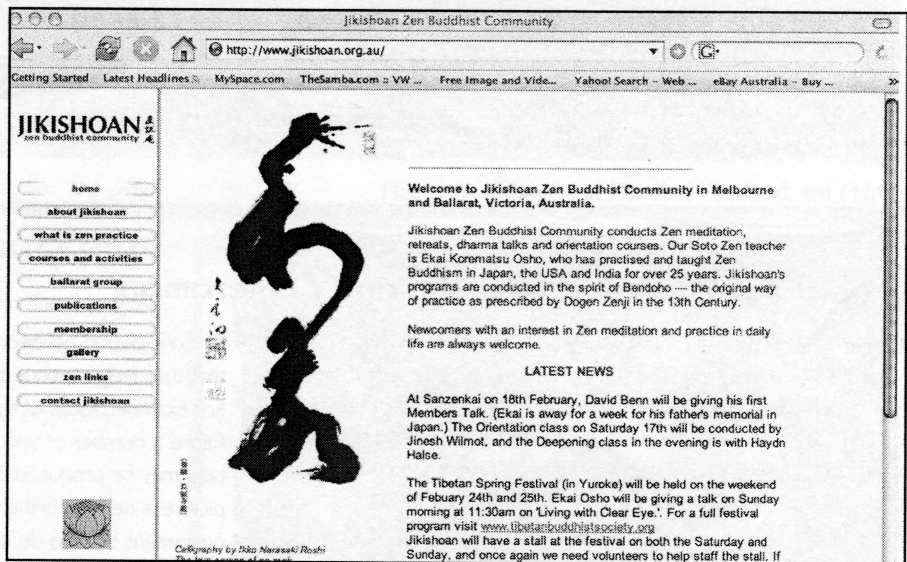 Jikishoan Zen Buddhist Community
http://www.jikishoan.org.au/
G
Getting Started Latest Headlines MySpace.com TheSamba.com :: VW ... Free Image and Vide... Yahoo! Search - Web ... eBay Australia - Buy ... »
JIKISHOAN
zen buddhist community
home
about jikishoan
what is zen practice
courses and activities
ballarat group
publications
membership
gallery
zen links
contact jikishoan
Calligraphy by Ikko Narasaki Roshi
Welcome to Jikishoan Zen Buddhist Community in Melbourne
and Ballarat, Victoria, Australia.
Jikishoan Zen Buddhist Community conducts Zen meditation,
retreats, dharma talks and orientation courses. Our Soto Zen teacher
is Ekai Korematsu Osho, who has practised and taught Zen
Buddhism in Japan, the USA and India for over 25 years. Jikishoan's
programs are conducted in the spirit of Bendoho --- the original way
of practice as prescribed by Dogen Zenji in the 13th Century.
Newcomers with an interest in Zen meditation and practice in daily
life are always welcome.
LATEST NEWS
At Sanzenkai on 18th February, David Benn will be giving his first
Members Talk. (Ekai is away for a week for his father's memorial in
Japan.) The Orientation class on Saturday 17th will be conducted by
Jinesh Wilmot, and the Deepening class in the evening is with Haydn
Halse.
The Tibetan Spring Festival (in Yuroke) will be held on the weekend
of Febuary 24th and 25th. Ekai Osho will be giving a talk on Sunday
morning at 11:30am on 'Living with Clear Eye.'. For a full festival
program visit www.tibetanbuddhistsociety.org
Jikishoan will have a stall at the festival on both the Saturday and
Sunday, and once again we need volunteers to help staff the stall. If